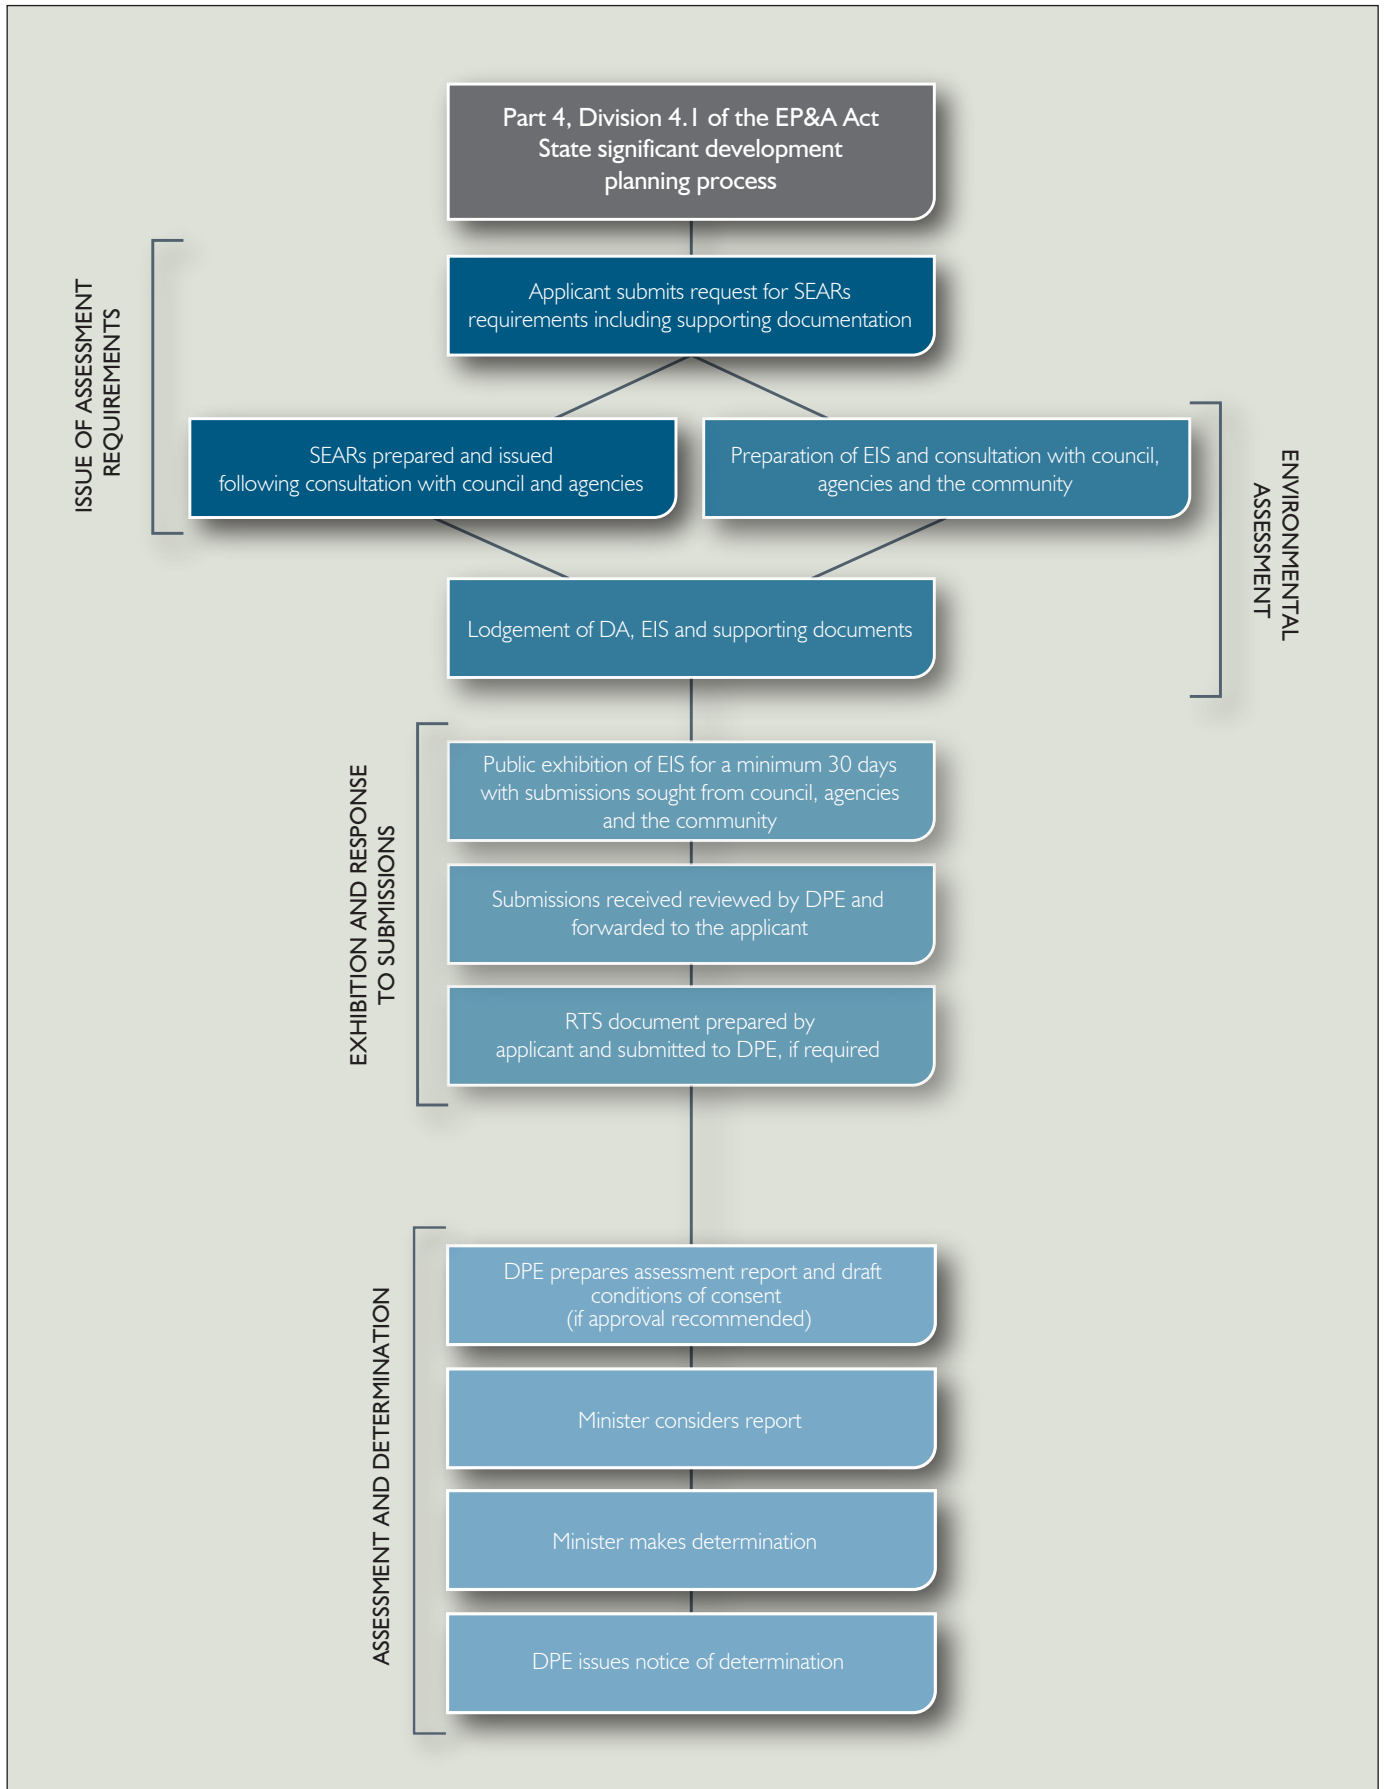 Part 4, Division 4.1 of the EP&A Act
State significant development
planning process
ISSUE OF ASSESSMENT
REQUIREMENTS
Applicant submits request for SEARs
requirements including supporting documentation
SEARs prepared and issued
following consultation with council and agencies
Preparation of EIS and consultation with council,
agencies and the community
ENVIRONMENTAL
ASSESSMENT
Lodgement of DA, EIS and supporting documents
EXHIBITION AND RESPONSE
TO SUBMISSIONS
Public exhibition of EIS for a minimum 30 days
with submissions sought from council, agencies
and the community
Submissions received reviewed by DPE and
forwarded to the applicant
RTS document prepared by
applicant and submitted to DPE, if required
ASSESSMENT AND DETERMINATION
DPE prepares assessment report and draft
conditions of consent
(if approval recommended)
Minister considers report
Minister makes determination
DPE issues notice of determination